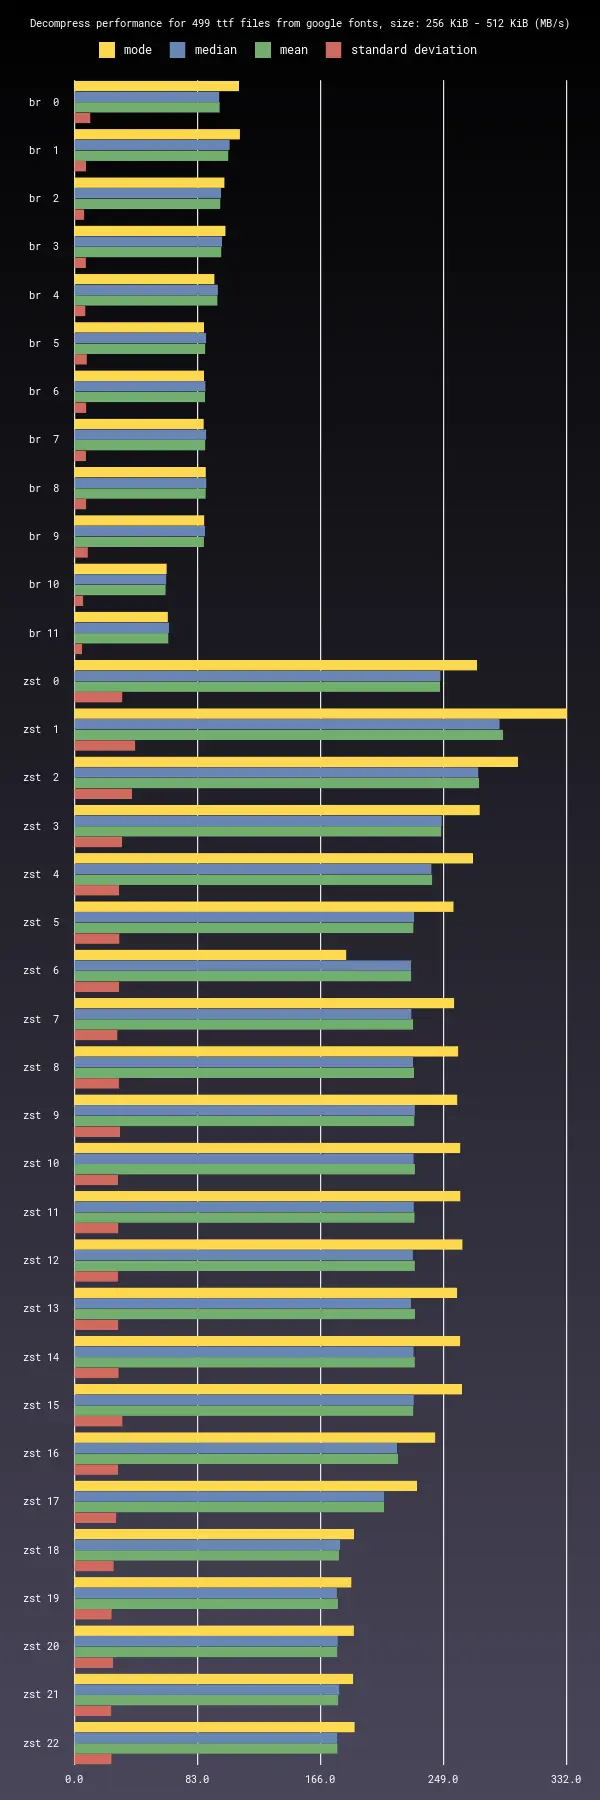 Decompress performance for 499 ttf files from google fonts, size: 256 KiB - 512 KiB (MB/s)
mode median mean standard deviation
br 0
br 1
br 2
br 3
br 4
br 5
br 6
br 7
br 8
br 9
br 10
br 11
zst 0
zst 1
zst 2
zst 3
zst 4
zst 5
zst 6
zst 7
zst 8
zst 9
zst 10
zst 11
zst 12
zst 13
zst 14
zst 15
zst 16
zst 17
zst 18
zst 19
zst 20
zst 21
zst 22
0.0 83.0 166.0 249.0 332.0